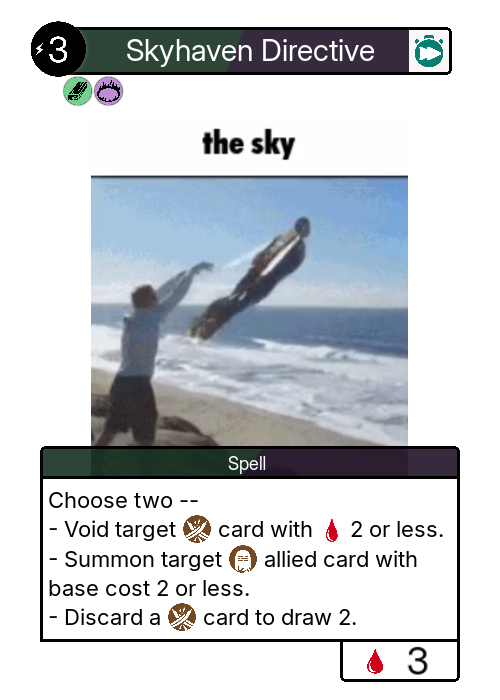 3 Skyhaven Directive
the sky
Spell
Choose two --
- Void target card with 2 or less.
- Summon target allied card with
base cost 2 or less.
- Discard a card to draw 2.
3